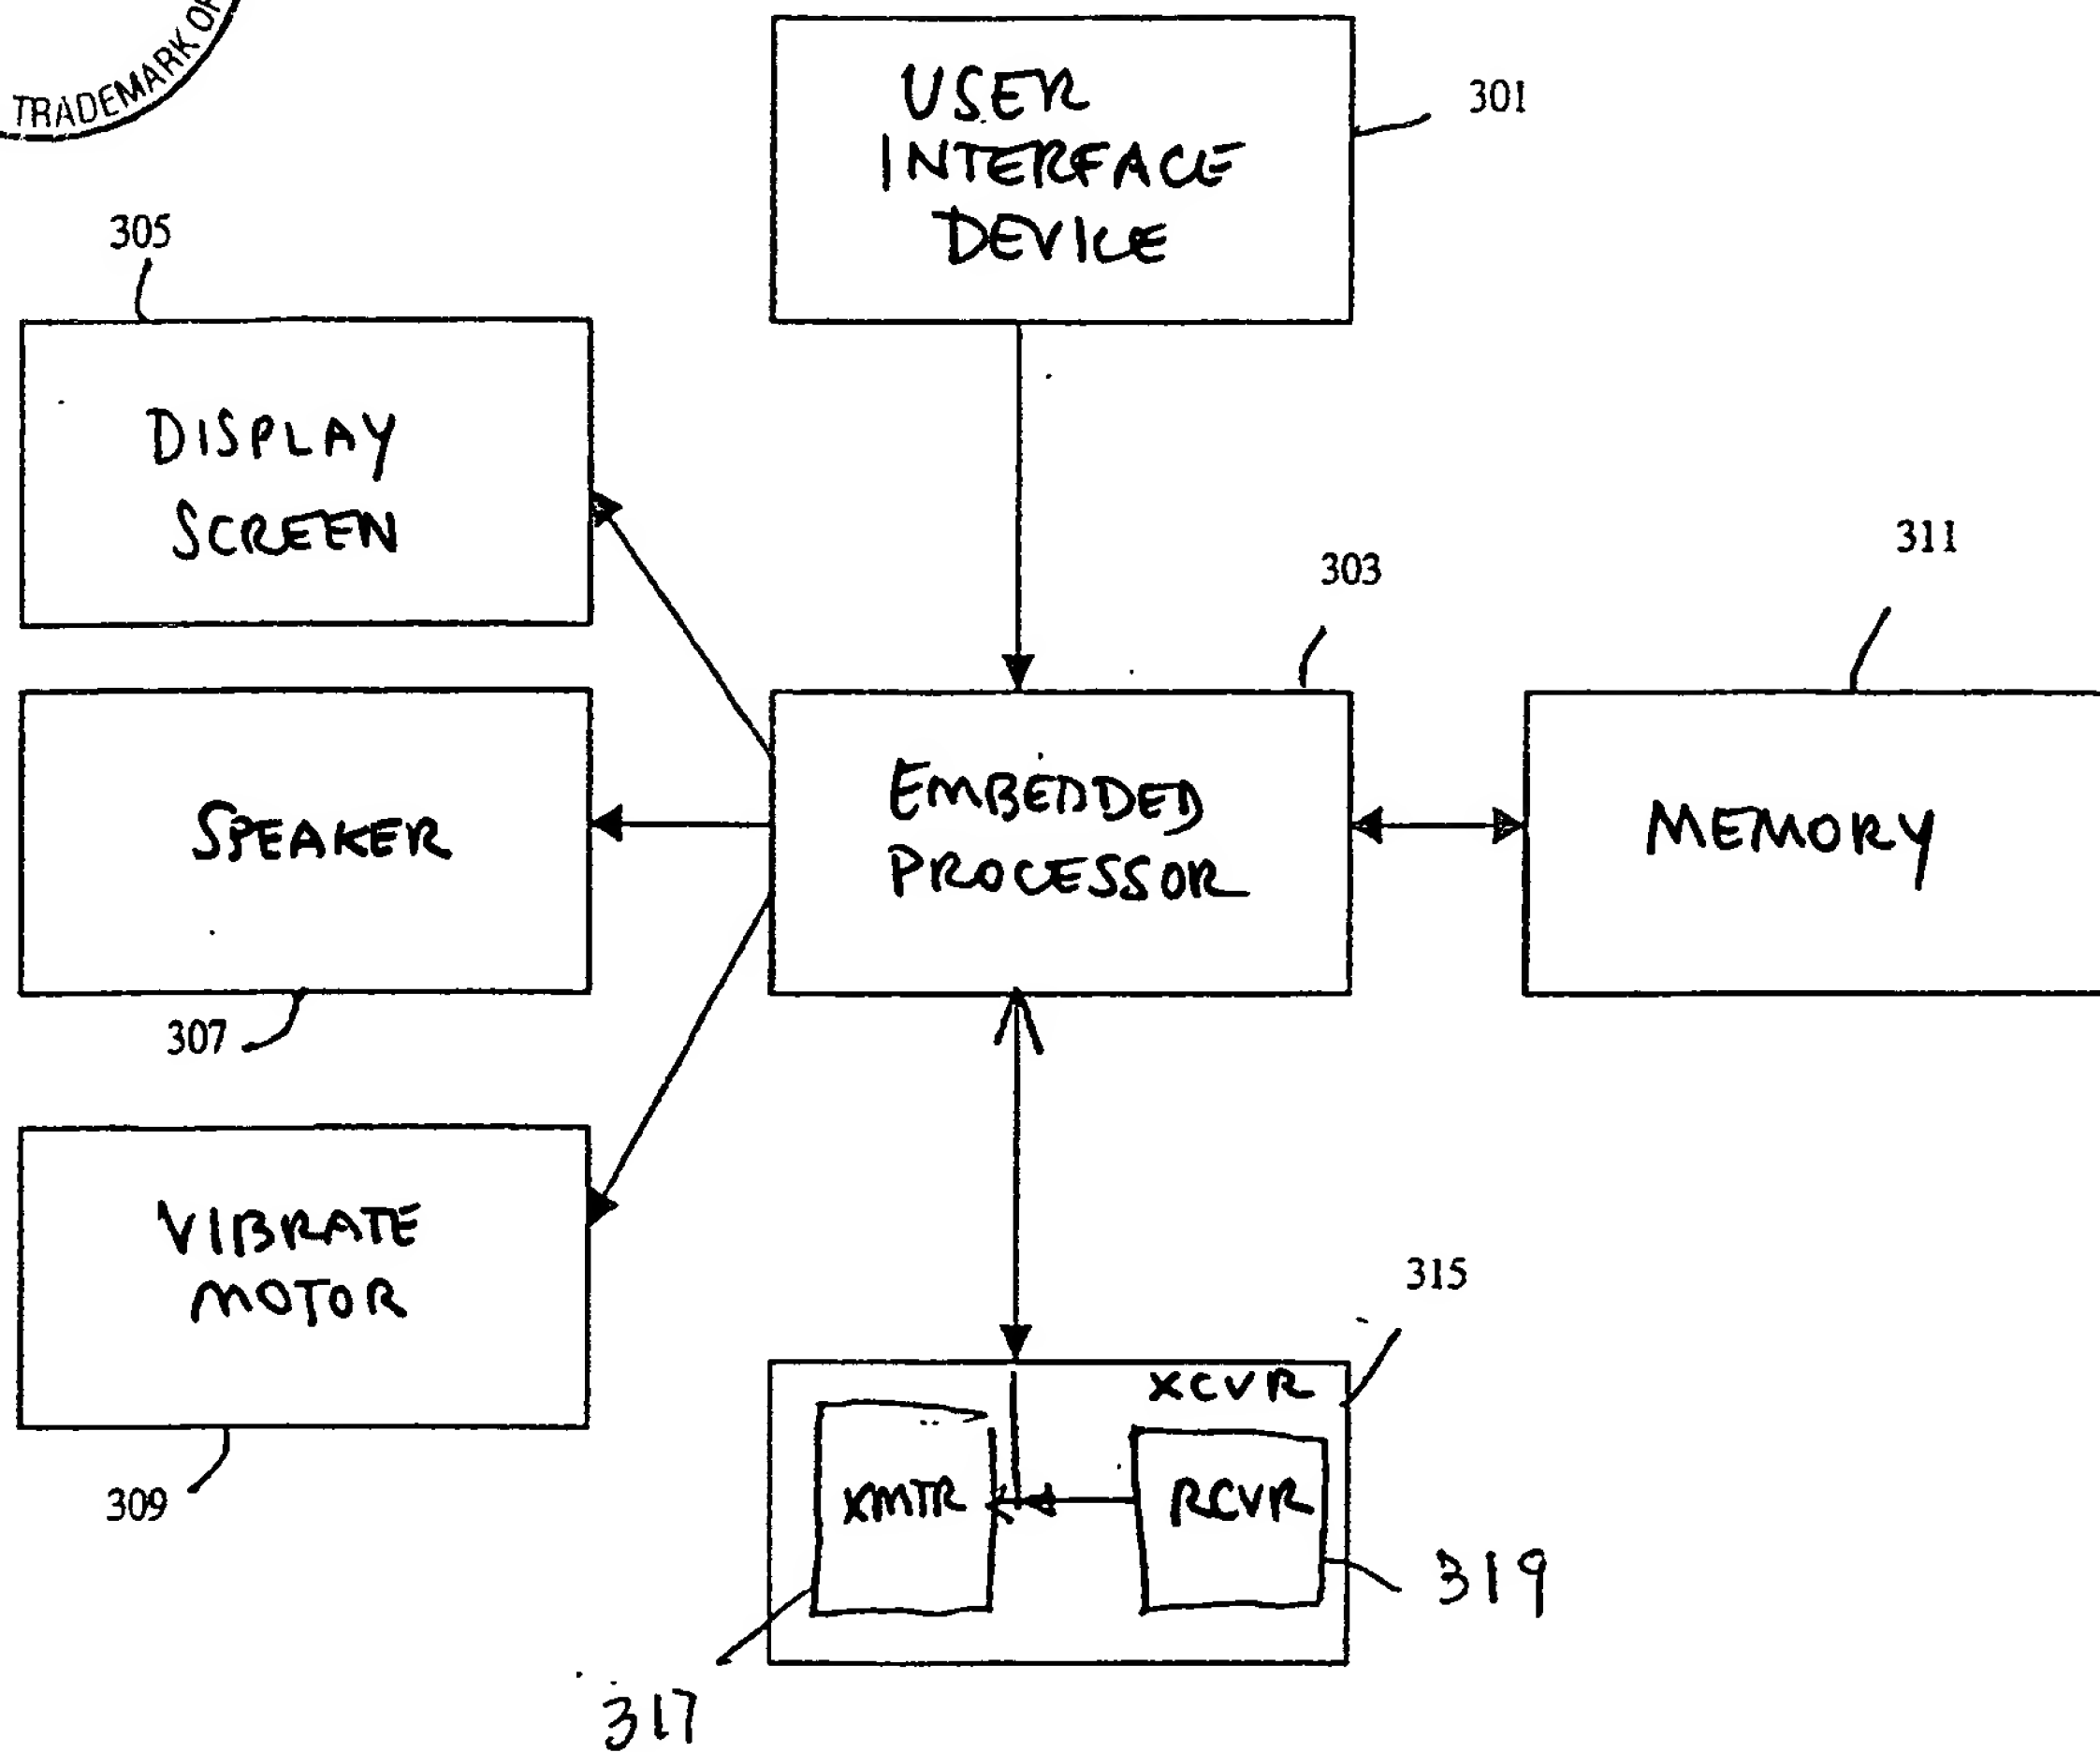 TRADEMARK OF
USER
INTERFACE
DEVICE
301
305
DISPLAY
SCREEN
303
311
SPEAKER
307
EMBEDDED
PROCESSOR
MEMORY
VIBRATE
MOTOR
309
315
XCVR
XMTR
RCVR
317
319